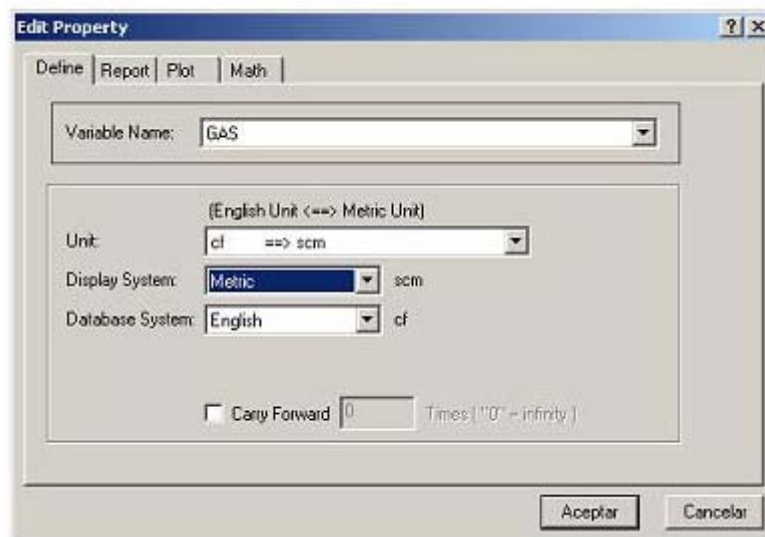 Edit Property
Define Report Plot Math
Variable Name: GAS
(English Unit <==> Metric Unit)
Unit: cf ==> scm
Display System: Metric scm
Database System: English cf
Carry Forward 0 Times ( "0" = infinity )
Aceptar Cancelar